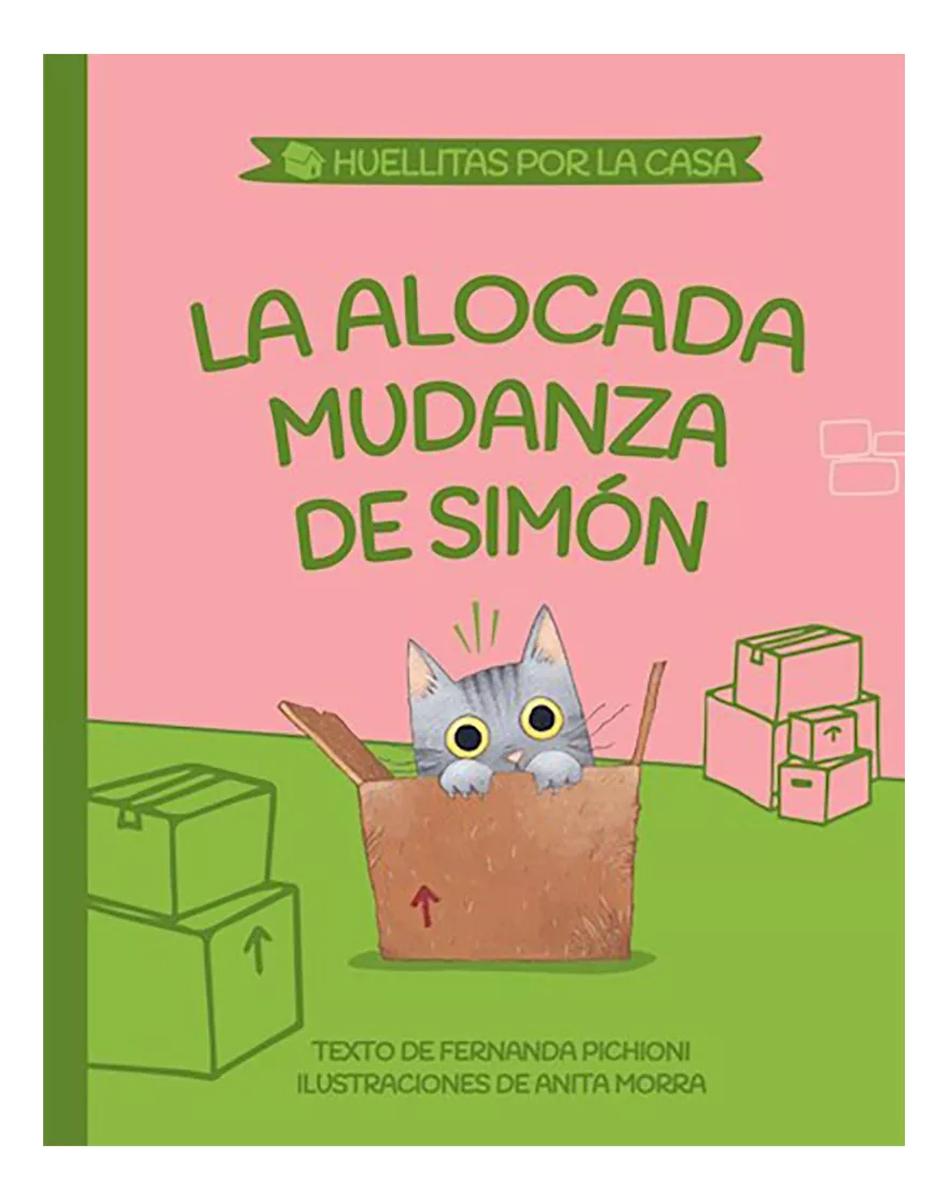 HUELLITAS POR LA CASA
LA ALOCADA
MUDANZA
DE SIMÓN
TEXTO DE FERNANDA PICHIONI
ILUSTRACIONES DE ANITA MORRA